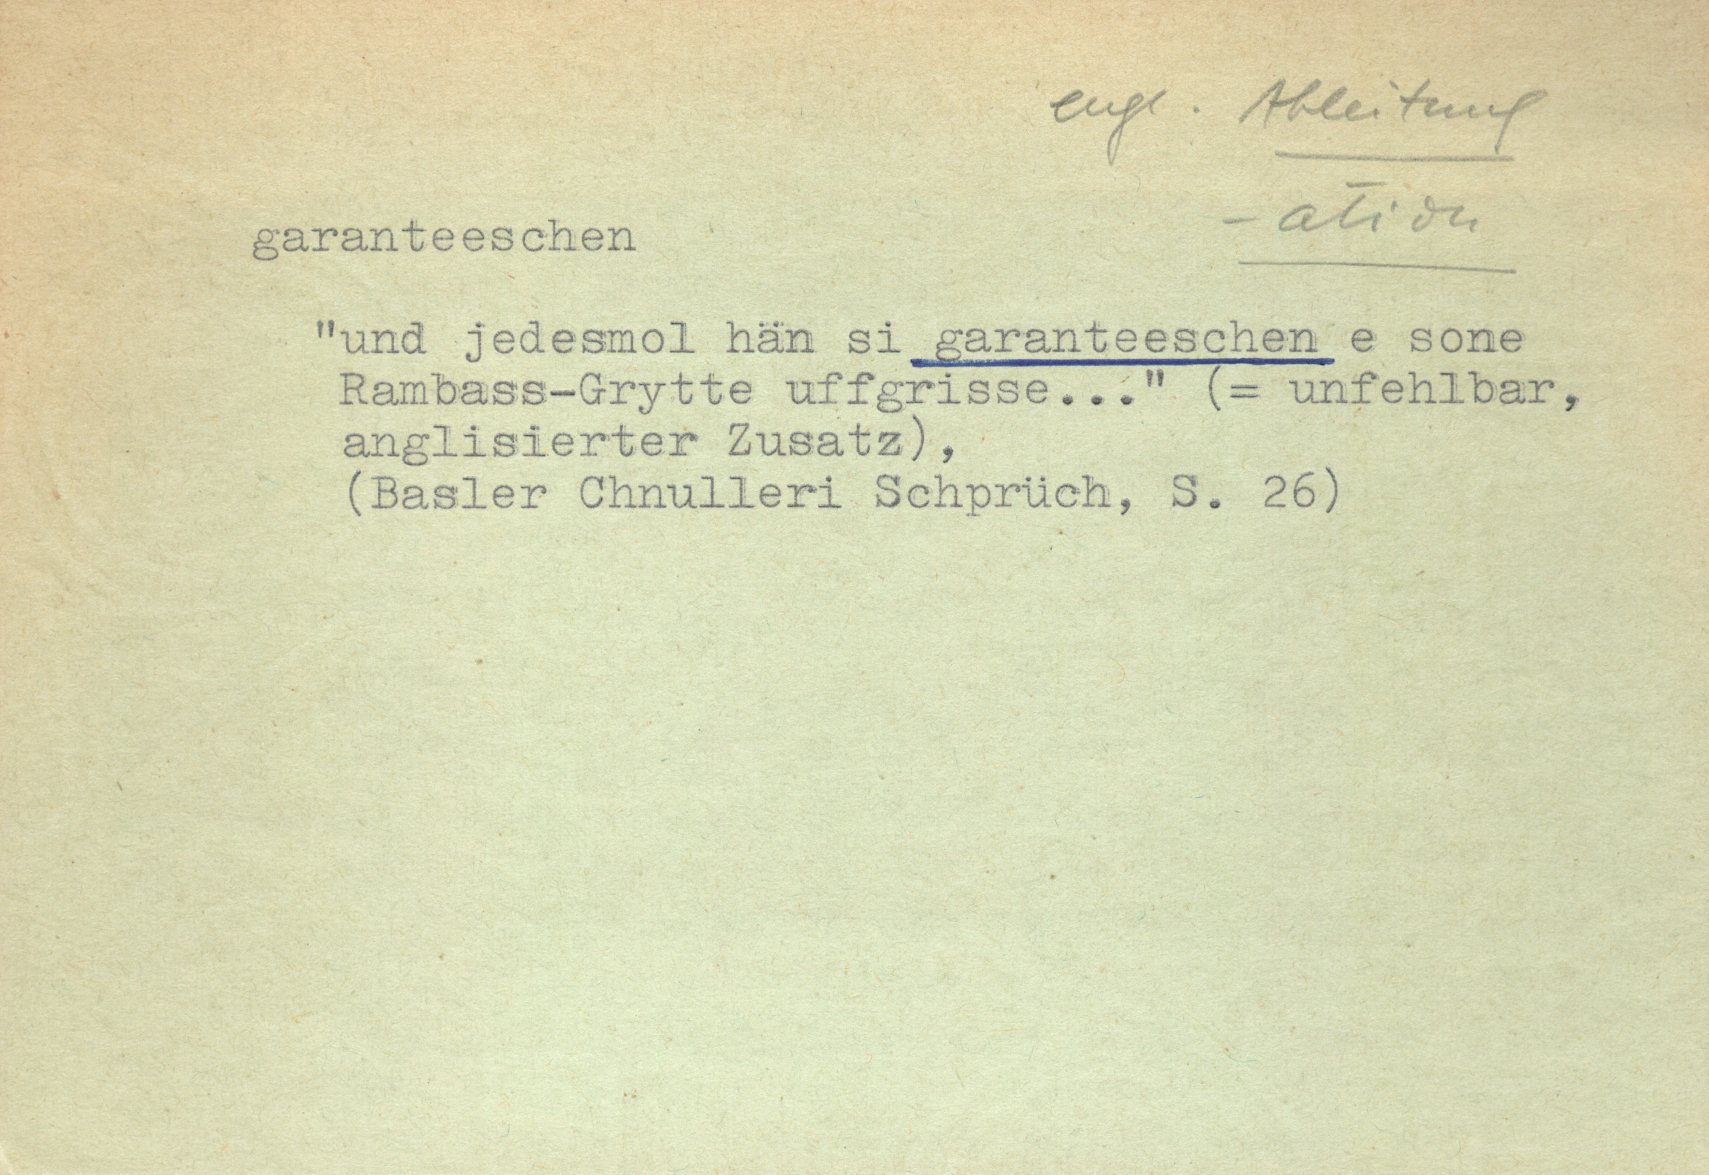 engl. Ableitung
-ation
garanteeschen
"und jedesmol hän si garanteeschen e sone
Rambass-Grytte uffgrisse..." (= unfehlbar,
anglisierter Zusatz),
(Basler Chnulleri Schprüch, S. 26)